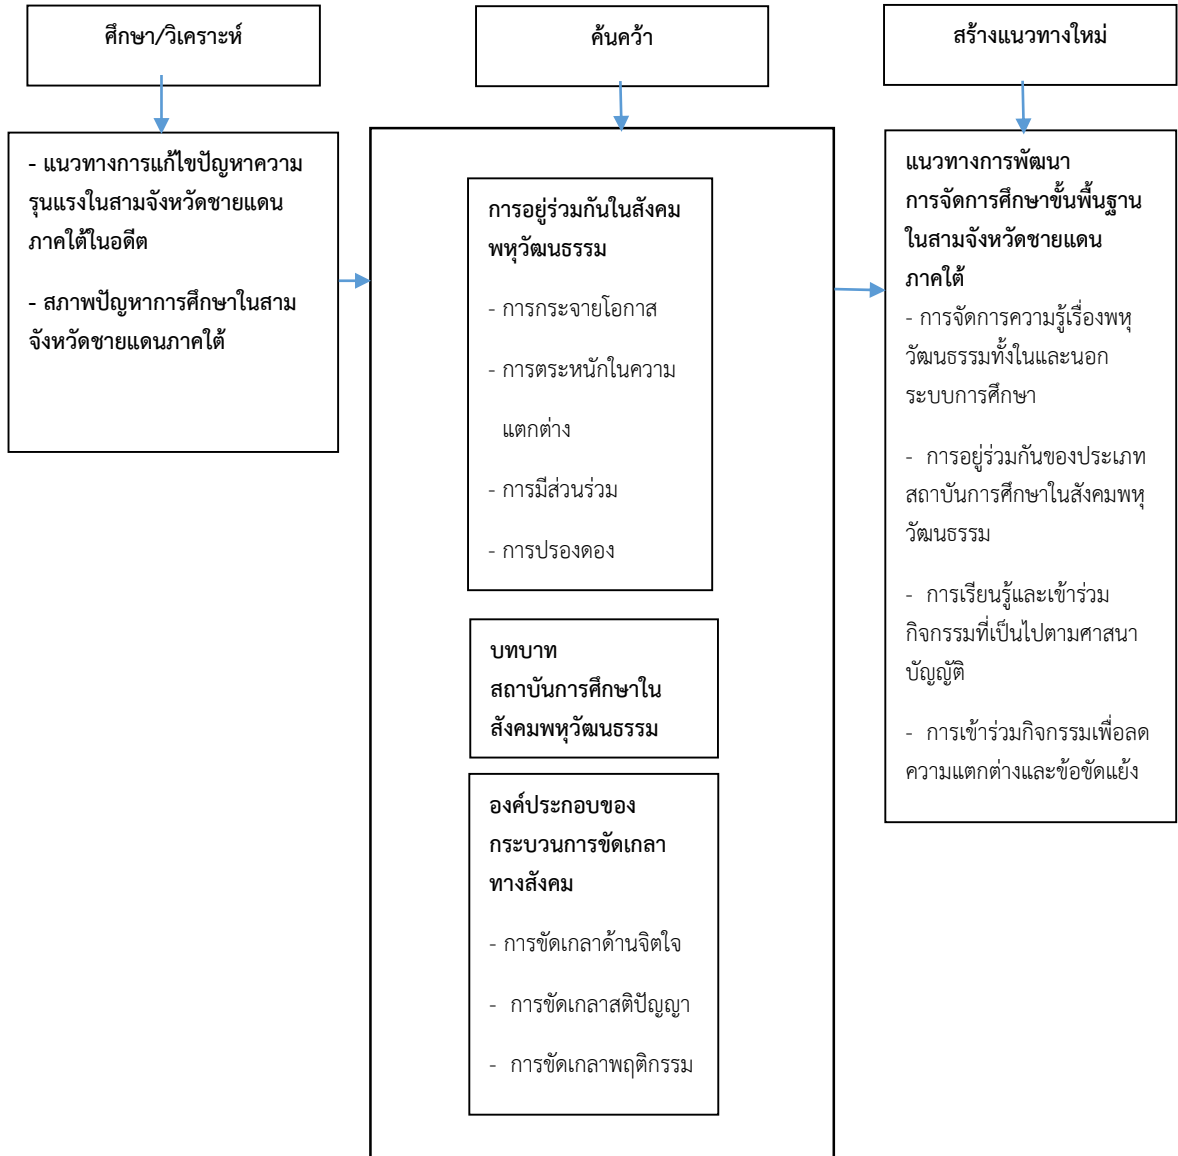 ศึกษา/วิเคราะห์
ค้นคว้า
สร้างแนวทางใหม่
- แนวทางการแก้ไขปัญหาความ
รุนแรงในสามจังหวัดชายแดน
ภาคใต้ในอดีต
- สภาพปัญหาการศึกษาในสาม
จังหวัดชายแดนภาคใต้
การอยู่ร่วมกันในสังคม
พหุวัฒนธรรม
- การกระจายโอกาส
- การตระหนักในความ
แตกต่าง
- การมีส่วนร่วม
- การปรองดอง
บทบาท
สถาบันการศึกษาใน
สังคมพหุวัฒนธรรม
องค์ประกอบของ
กระบวนการขัดเกลา
ทางสังคม
- การขัดเกลาด้านจิตใจ
- การขัดเกลาสติปัญญา
- การขัดเกลาพฤติกรรม
แนวทางการพัฒนา
การจัดการศึกษาขั้นพื้นฐาน
ในสามจังหวัดชายแดน
ภาคใต้
- การจัดการความรู้เรื่องพหุ
วัฒนธรรมทั้งในและนอก
ระบบการศึกษา
- การอยู่ร่วมกันของประเภท
สถาบันการศึกษาในสังคมพหุ
วัฒนธรรม
- การเรียนรู้และเข้าร่วม
กิจกรรมที่เป็นไปตามศาสนา
บัญญัติ
- การเข้าร่วมกิจกรรมเพื่อลด
ความแตกต่างและข้อขัดแย้ง